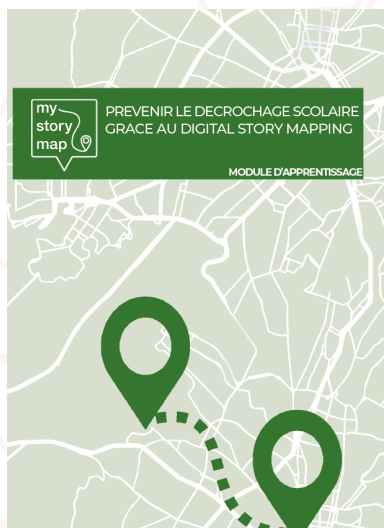 my
story
map
PREVENIR LE DECROCHAGE SCOLAIRE
GRACE AU DIGITAL STORY MAPPING
MODULE D'APPRENTISSAGE